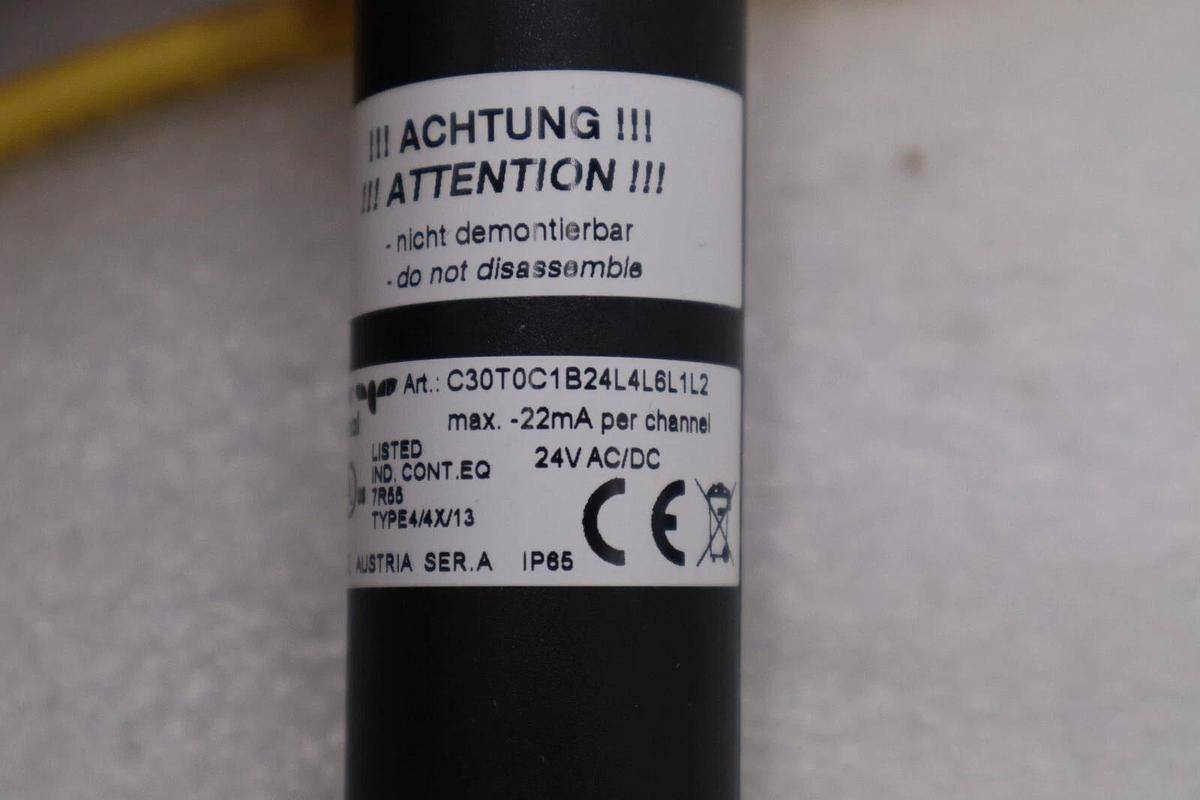 !!! ACHTUNG !!!
!!! ATTENTION !!!
- nicht demontierbar
- do not disassemble
Art.: C30T0C1B24L4L6L1L2
max. -22mA per channel
LISTED 24V AC/DC
IND. CONT.EQ
7R66
TYPE4/4X/13
CE
AUSTRIA SER.A IP65